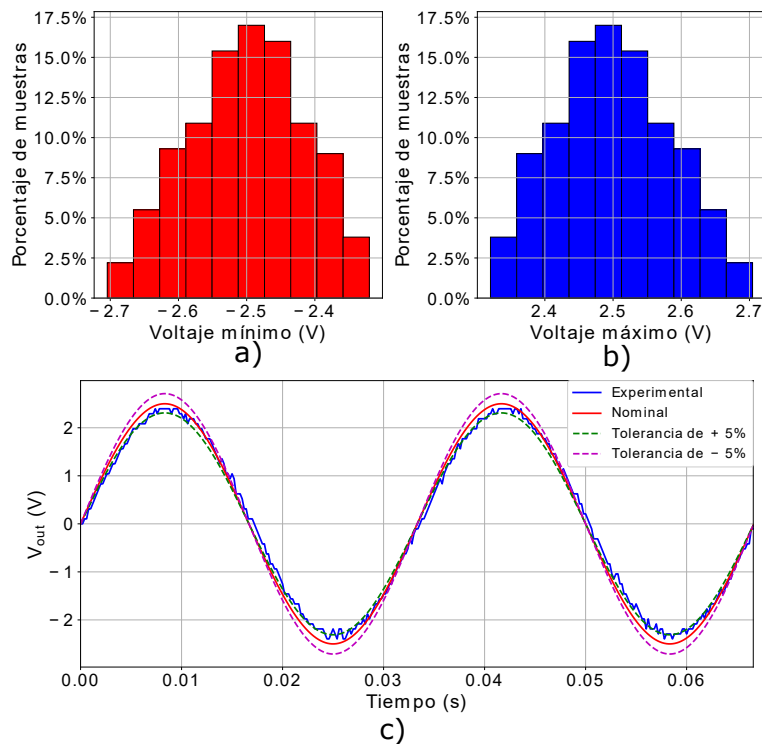 Porcentaje de muestras
17.5%
15.0%
12.5%
10.0%
7.5%
5.0%
2.5%
0.0%
−2.7 −2.6 −2.5 −2.4
Voltaje mínimo (V)
a)
Porcentaje de muestras
17.5%
15.0%
12.5%
10.0%
7.5%
5.0%
2.5%
0.0%
2.4 2.5 2.6 2.7
Voltaje máximo (V)
b)
Vout (V)
2
1
0
−1
−2
Experimental
Nominal
Tolerancia de + 5%
Tolerancia de − 5%
0.00 0.01 0.02 0.03 0.04 0.05 0.06
Tiempo (s)
c)